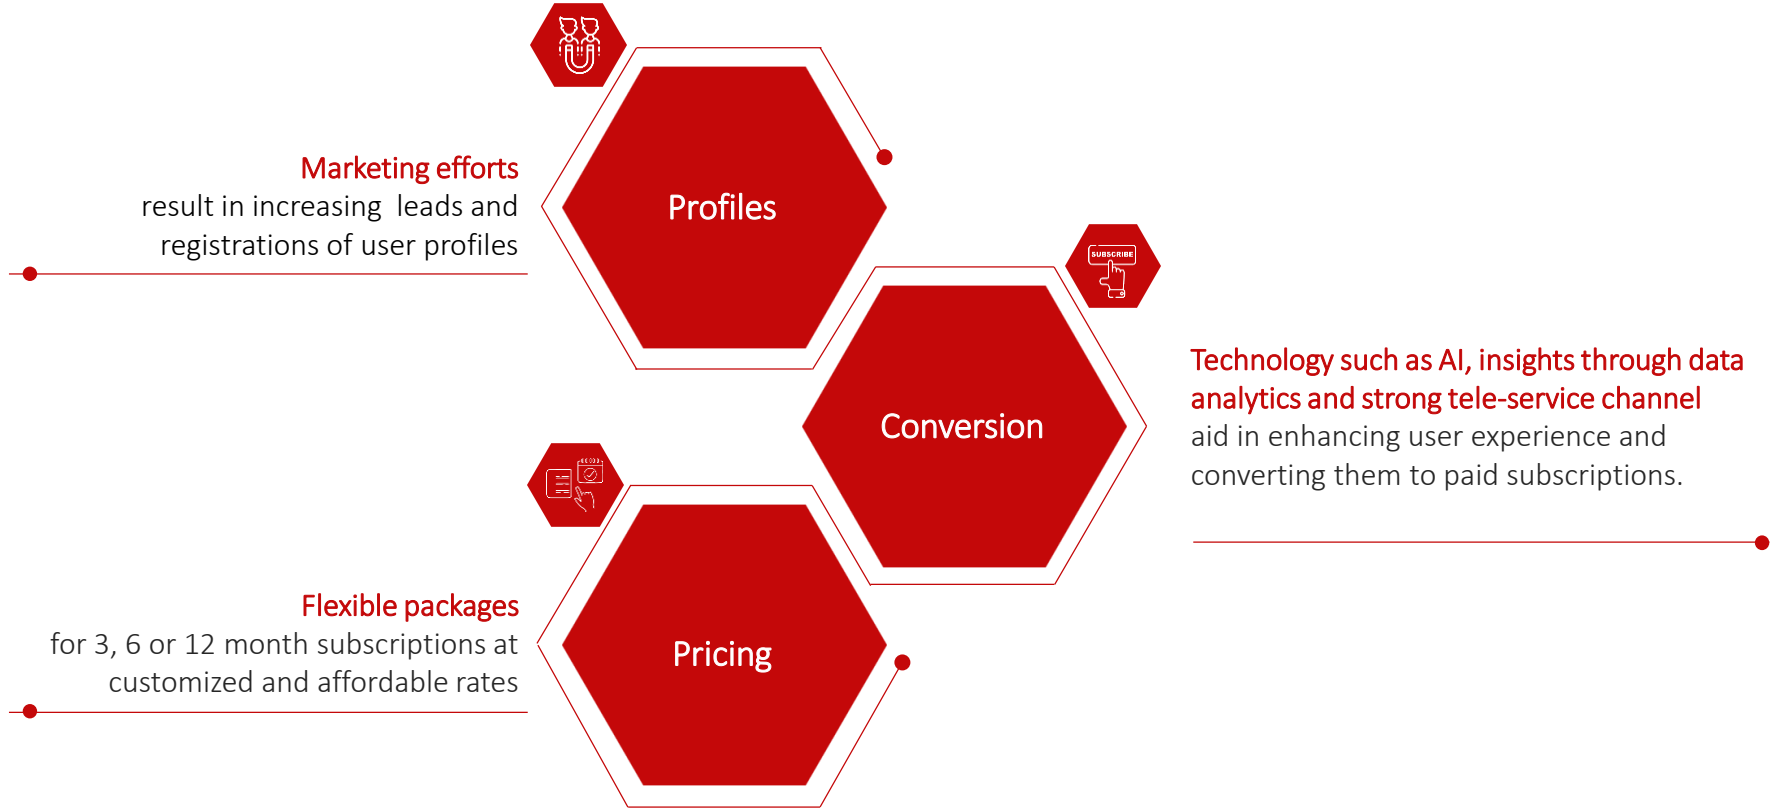 Marketing efforts
result in increasing leads and
registrations of user profiles
Profiles
SUBSCRIBE
Conversion
Technology such as AI, insights through data
analytics and strong tele-service channel
aid in enhancing user experience and
converting them to paid subscriptions.
Flexible packages
for 3, 6 or 12 month subscriptions at
customized and affordable rates
Pricing